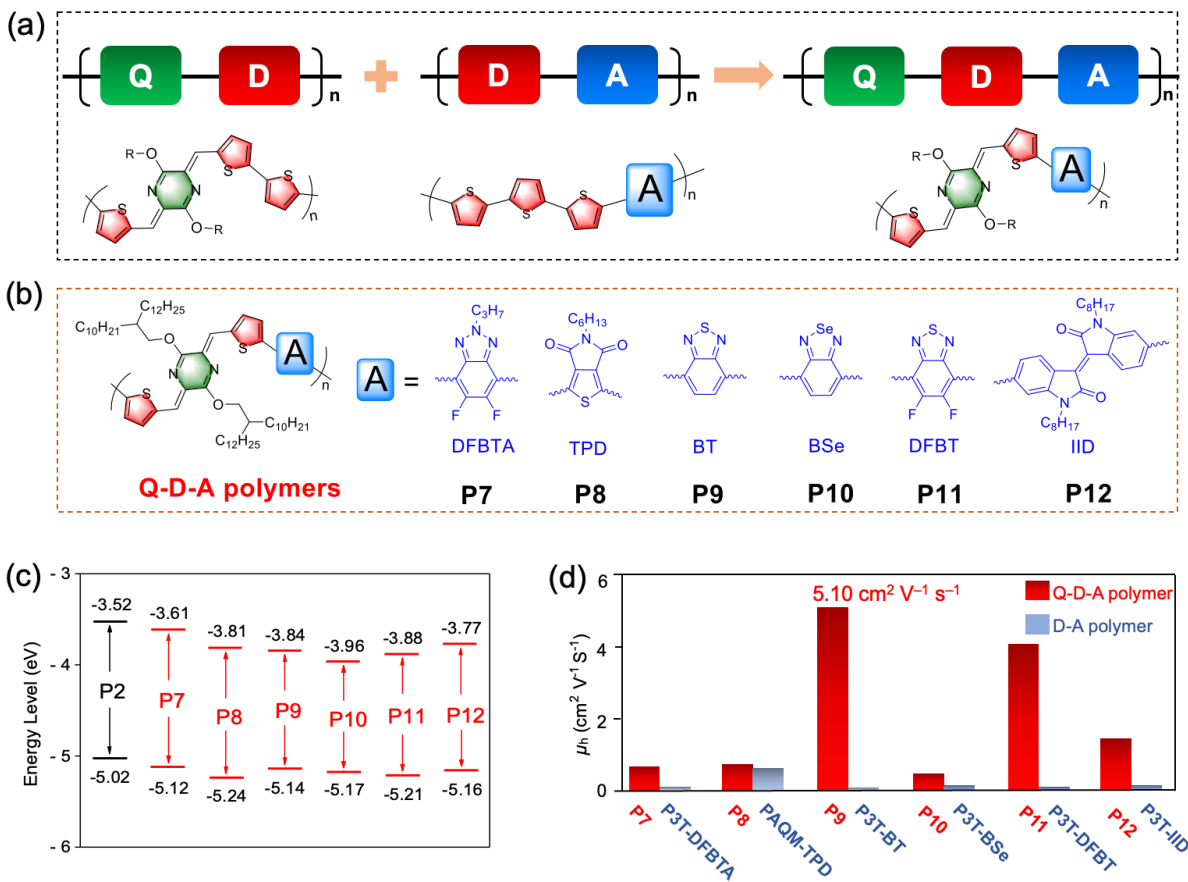 (a)
Q D n + D A n Q D A n
R O S S N N S O R n
S S S A n
R O S A N N S O R n
(b)
C12H25
C10H21
O S A N N S O n
C10H21
C12H25
A =
C3H7
N N N
F F
DFBTA
C6H13
N
O O
S
TPD
S
N N
BT
Se
N N
BSe
S
N N
F F
DFBT
C8H17
N
O
O
N
C8H17
IID
Q-D-A polymers P7 P8 P9 P10 P11 P12
(c)
Energy Level (eV)
- 3
- 4
- 5
- 6
-3.52 -3.61 -3.81 -3.84 -3.96 -3.88 -3.77
P2 P7 P8 P9 P10 P11 P12
-5.02 -5.12 -5.24 -5.14 -5.17 -5.21 -5.16
(d)
μh (cm² V⁻¹ S⁻¹)
6
4
2
0
5.10 cm² V⁻¹ s⁻¹
Q-D-A polymer
D-A polymer
P7 P3T-DFBTA P8 PAQM-TPD P9 P3T-BT P10 P3T-BSe P11 P3T-DFBT P12 P3T-IID